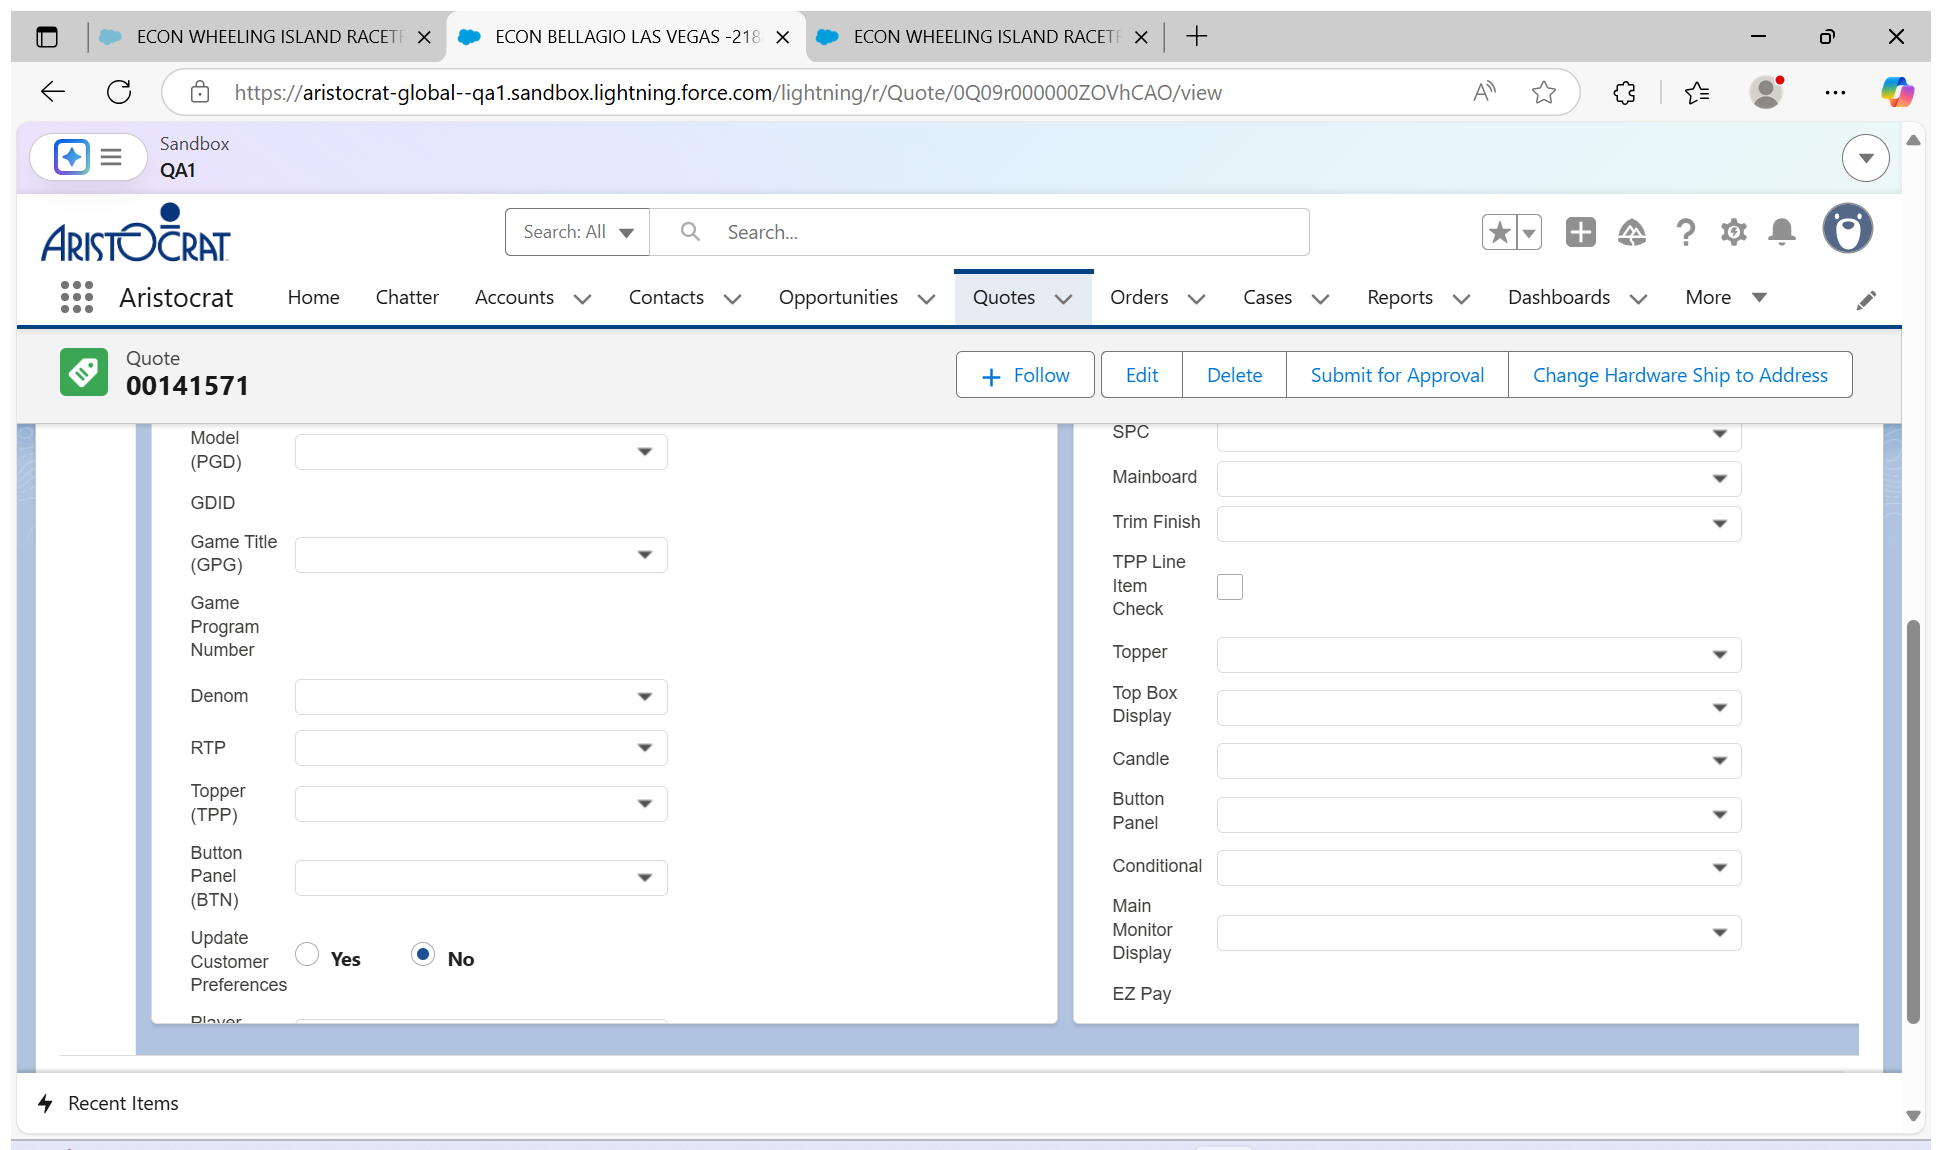 ECON WHEELING ISLAND RACETR
ECON BELLAGIO LAS VEGAS -218
ECON WHEELING ISLAND RACETR
https://aristocrat-global--qa1.sandbox.lightning.force.com/lightning/r/Quote/0Q09r000000ZOVhCAO/view
Sandbox
QA1
ARISTOCRAT
Search: All
Search...
Aristocrat
Home
Chatter
Accounts
Contacts
Opportunities
Quotes
Orders
Cases
Reports
Dashboards
More
Quote
00141571
Follow
Edit
Delete
Submit for Approval
Change Hardware Ship to Address
Model
(PGD)
GDID
Game Title
(GPG)
Game
Program
Number
Denom
RTP
Topper
(TPP)
Button
Panel
(BTN)
Update
Customer
Preferences
Yes
No
Player
SPC
Mainboard
Trim Finish
TPP Line
Item
Check
Topper
Top Box
Display
Candle
Button
Panel
Conditional
Main
Monitor
Display
EZ Pay
Recent Items